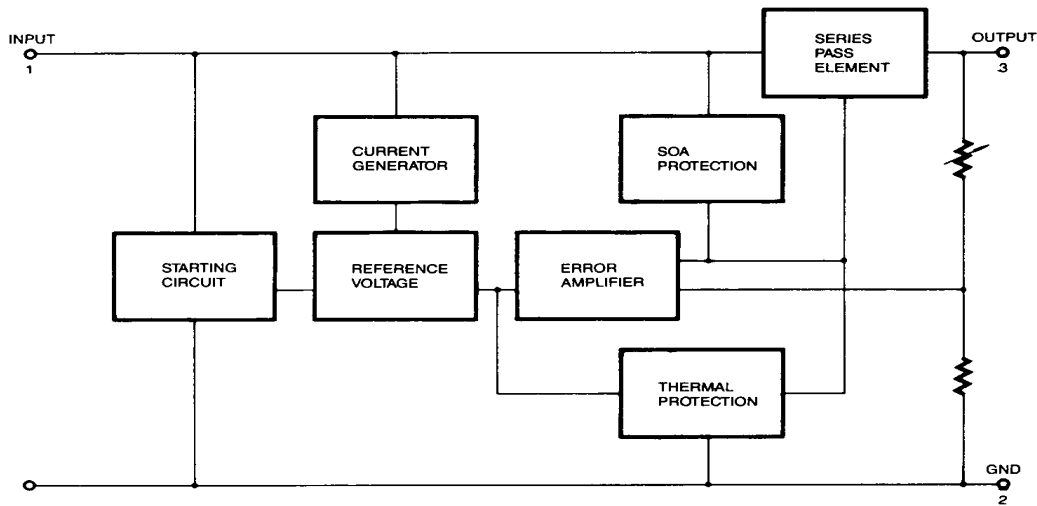 INPUT
1
SERIES
PASS
ELEMENT
OUTPUT
3
CURRENT
GENERATOR
SOA
PROTECTION
STARTING
CIRCUIT
REFERENCE
VOLTAGE
ERROR
AMPLIFIER
THERMAL
PROTECTION
GND
2